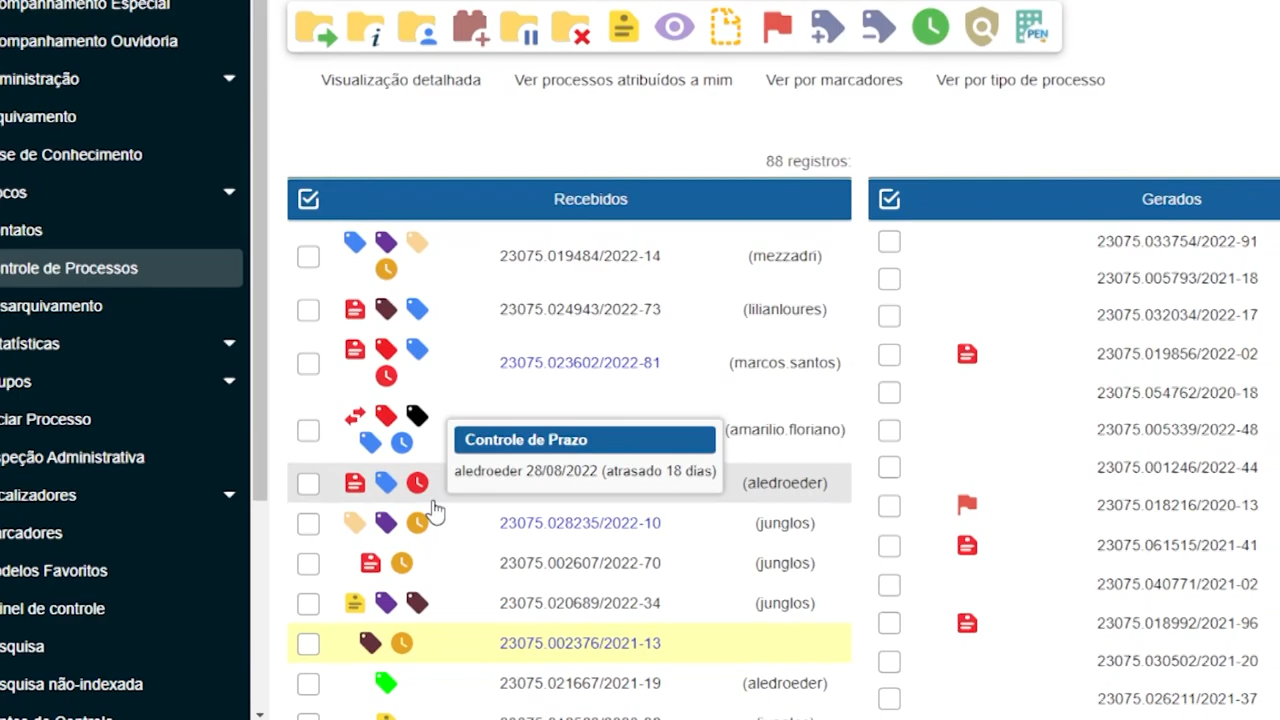 ompanhamento Especial
ompanhamento Ouvidoria
ministração
quivamento
se de Conhecimento
ocos
ntatos
ntrole de Processos
sarquivamento
tatísticas
upos
ciar Processo
speção Administrativa
calizadores
arcadores
odelos Favoritos
inel de controle
squisa
squisa não-indexada
PEN
Visualização detalhada
Ver processos atribuídos a mim
Ver por marcadores
Ver por tipo de processo
88 registros:
Recebidos
23075.019484/2022-14 (mezzadri)
23075.024943/2022-73 (lilianloures)
23075.023602/2022-81 (marcos.santos)
(amarilio.floriano)
Controle de Prazo
aledroeder 28/08/2022 (atrasado 18 dias)
(aledroeder)
23075.028235/2022-10 (junglos)
23075.002607/2022-70 (junglos)
23075.020689/2022-34 (junglos)
23075.002376/2021-13
23075.021667/2021-19 (aledroeder)
Gerados
23075.033754/2022-91
23075.005793/2021-18
23075.032034/2022-17
23075.019856/2022-02
23075.054762/2020-18
23075.005339/2022-48
23075.001246/2022-44
23075.018216/2020-13
23075.061515/2021-41
23075.040771/2021-02
23075.018992/2021-96
23075.030502/2021-20
23075.026211/2021-37